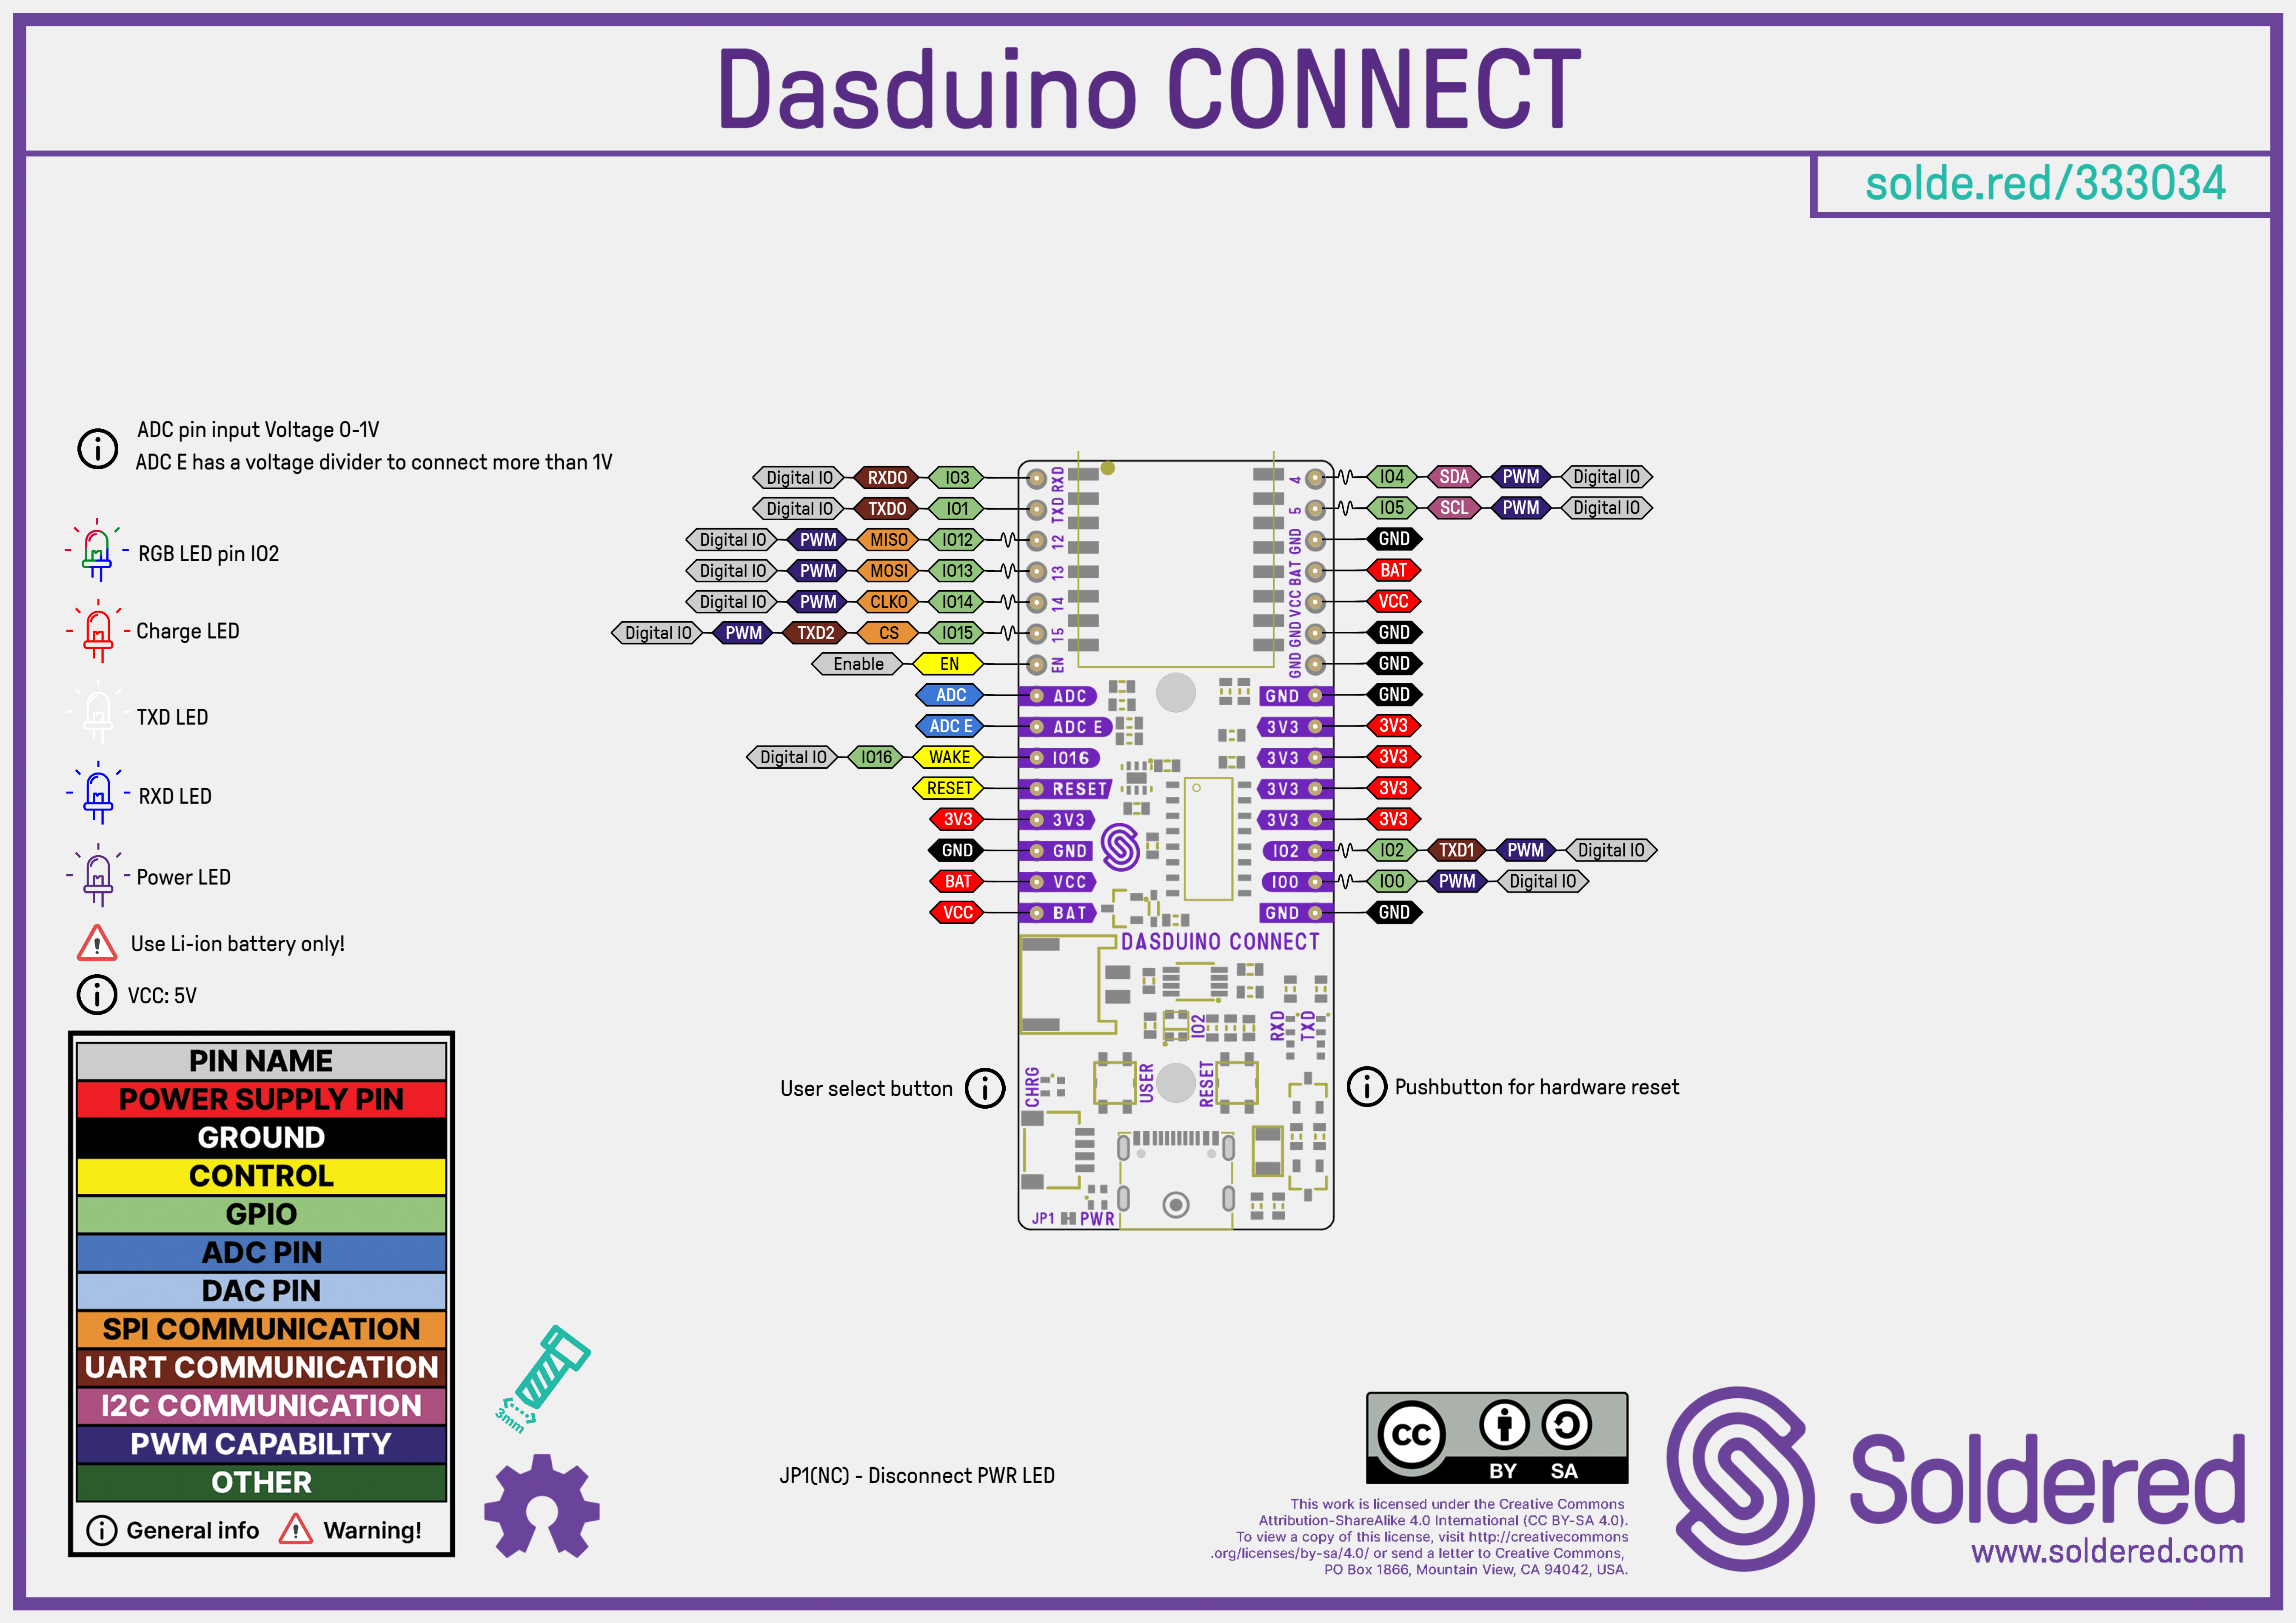 Dasduino CONNECT
solde.red/333034
ADC pin input Voltage 0-1V
ADC E has a voltage divider to connect more than 1V
RGB LED pin IO2
Charge LED
TXD LED
RXD LED
Power LED
Use Li-ion battery only!
VCC: 5V
Digital IO RXD0 IO3 RXD 4 IO4 SDA PWM Digital IO
Digital IO TXD0 IO1 TXD 5 IO5 SCL PWM Digital IO
Digital IO PWM MISO IO12 12 GND GND
Digital IO PWM MOSI IO13 13 BAT BAT
Digital IO PWM CLK0 IO14 14 VCC VCC
Digital IO PWM TXD2 CS IO15 15 GND GND
Enable EN EN GND GND
ADC ADC GND GND
ADC E ADC E 3V3 3V3
Digital IO IO16 WAKE IO16 3V3 3V3
RESET RESET 3V3 3V3
3V3 3V3 3V3 3V3
GND GND IO2 IO2 TXD1 PWM Digital IO
BAT VCC IO0 IO0 PWM Digital IO
VCC BAT GND GND
DASDUINO CONNECT
IO2 RXD TXD
CHRG USER RESET
User select button
Pushbutton for hardware reset
JP1 PWR
PIN NAME
POWER SUPPLY PIN
GROUND
CONTROL
GPIO
ADC PIN
DAC PIN
SPI COMMUNICATION
UART COMMUNICATION
I2C COMMUNICATION
PWM CAPABILITY
OTHER
General info Warning!
3mm
JP1(NC) - Disconnect PWR LED
CC BY SA
This work is licensed under the Creative Commons
Attribution-ShareAlike 4.0 International (CC BY-SA 4.0).
To view a copy of this license, visit http://creativecommons
.org/licenses/by-sa/4.0/ or send a letter to Creative Commons,
PO Box 1866, Mountain View, CA 94042, USA.
Soldered
www.soldered.com